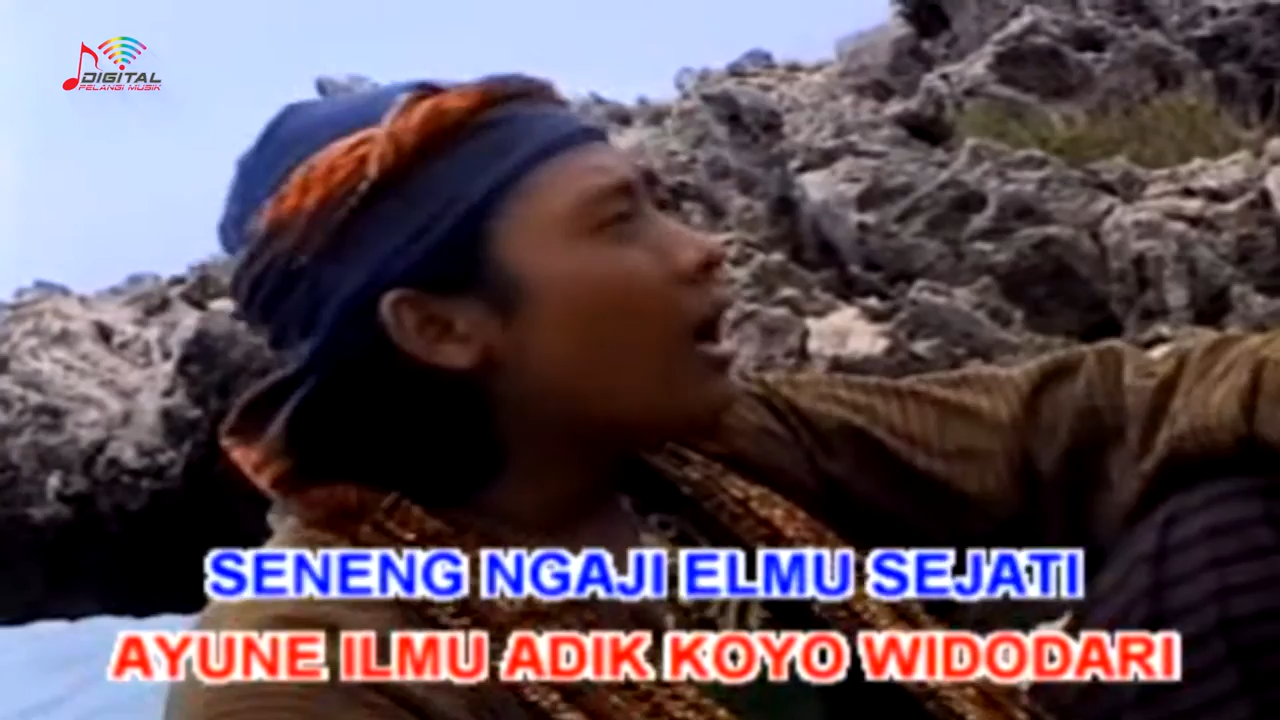 DIGITAL
PELANGI MUSIK
SENENG NGAJI ELMU SEJATI
AYUNE ILMU ADIK KOYO WIDODARI